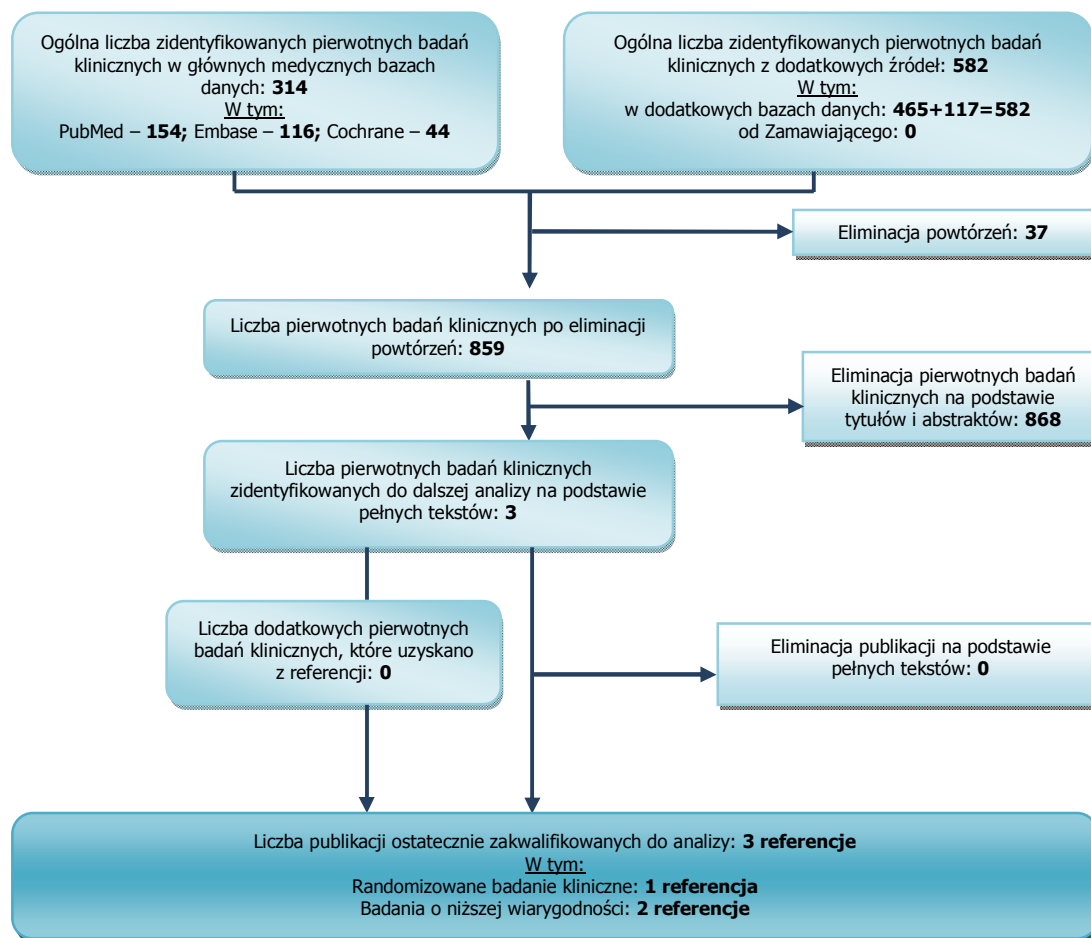 Ogólna liczba zidentyfikowanych pierwotnych badań
klinicznych w głównych medycznych bazach
danych: 314
W tym:
PubMed – 154; Embase – 116; Cochrane – 44
Ogólna liczba zidentyfikowanych pierwotnych badań
klinicznych z dodatkowych źródeł: 582
W tym:
w dodatkowych bazach danych: 465+117=582
od Zamawiającego: 0
Eliminacja powtórzeń: 37
Liczba pierwotnych badań klinicznych po eliminacji
powtórzeń: 859
Eliminacja pierwotnych badań
klinicznych na podstawie
tytułów i abstraktów: 868
Liczba pierwotnych badań klinicznych
zidentyfikowanych do dalszej analizy na podstawie
pełnych tekstów: 3
Liczba dodatkowych pierwotnych
badań klinicznych, które uzyskano
z referencji: 0
Eliminacja publikacji na podstawie
pełnych tekstów: 0
Liczba publikacji ostatecznie zakwalifikowanych do analizy: 3 referencje
W tym:
Randomizowane badanie kliniczne: 1 referencja
Badania o niższej wiarygodności: 2 referencje